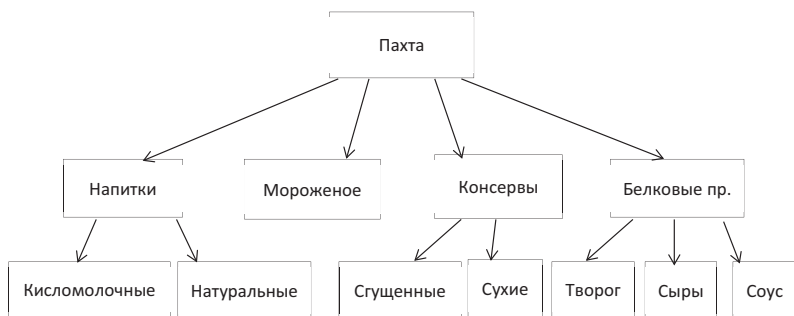 Пахта
Напитки
Мороженое
Консервы
Белковые пр.
Кисломолочные
Натуральные
Сгущенные
Сухие
Творог
Сыры
Соус